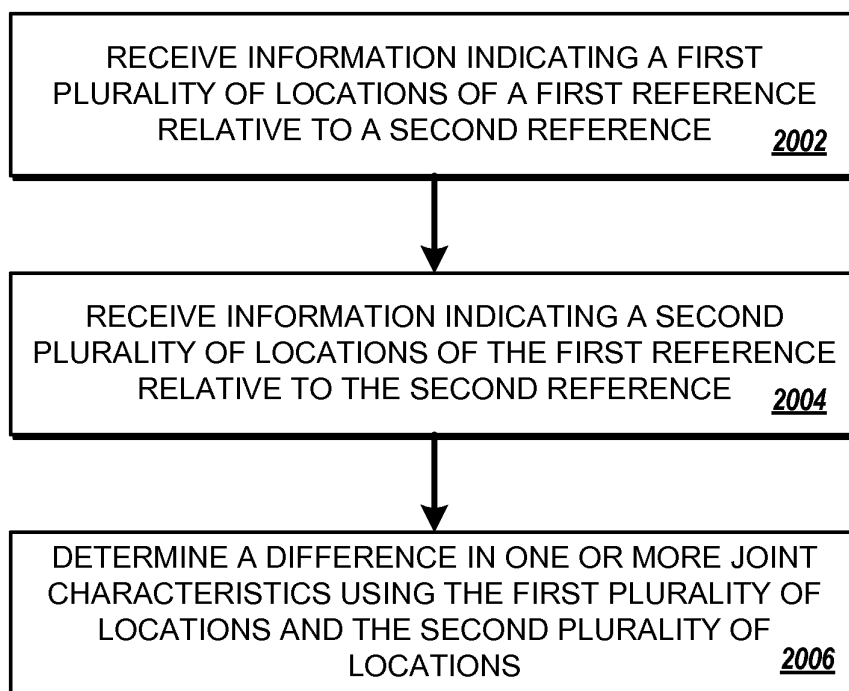 RECEIVE INFORMATION INDICATING A FIRST
PLURALITY OF LOCATIONS OF A FIRST REFERENCE
RELATIVE TO A SECOND REFERENCE
2002
RECEIVE INFORMATION INDICATING A SECOND
PLURALITY OF LOCATIONS OF THE FIRST REFERENCE
RELATIVE TO THE SECOND REFERENCE
2004
DETERMINE A DIFFERENCE IN ONE OR MORE JOINT
CHARACTERISTICS USING THE FIRST PLURALITY OF
LOCATIONS AND THE SECOND PLURALITY OF
LOCATIONS
2006